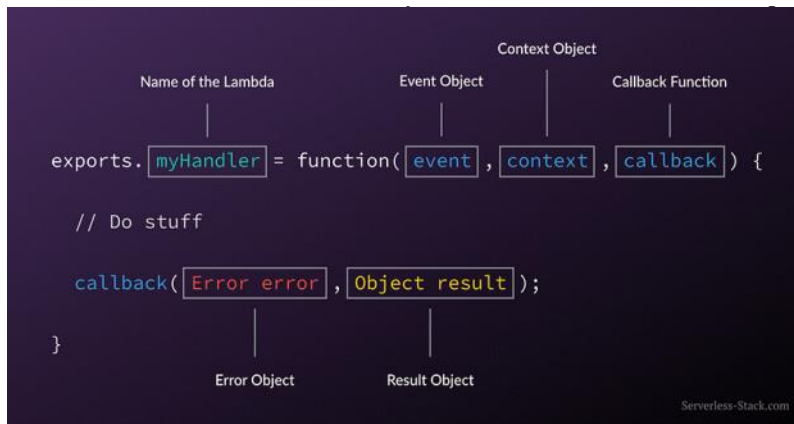 Context Object
Name of the Lambda Event Object Callback Function
exports.myHandler = function(event, context, callback) {
// Do stuff
callback(Error error, Object result);
}
Error Object Result Object
Serverless-Stack.com